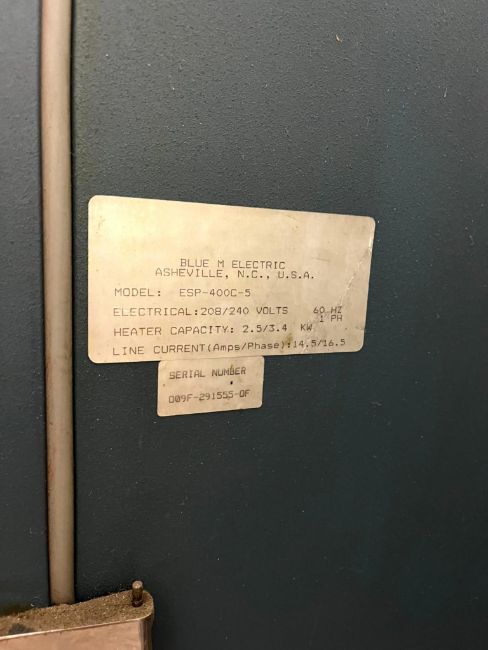 BLUE M ELECTRIC
ASHEVILLE, N.C., U.S.A.
MODEL: ESP-400C-5
ELECTRICAL:208/240 VOLTS 60 HZ
1 PH
HEATER CAPACITY: 2.5/3.4 KW
LINE CURRENT(Amps/Phase):14.5/16.5
SERIAL NUMBER
D09F-291555-OF